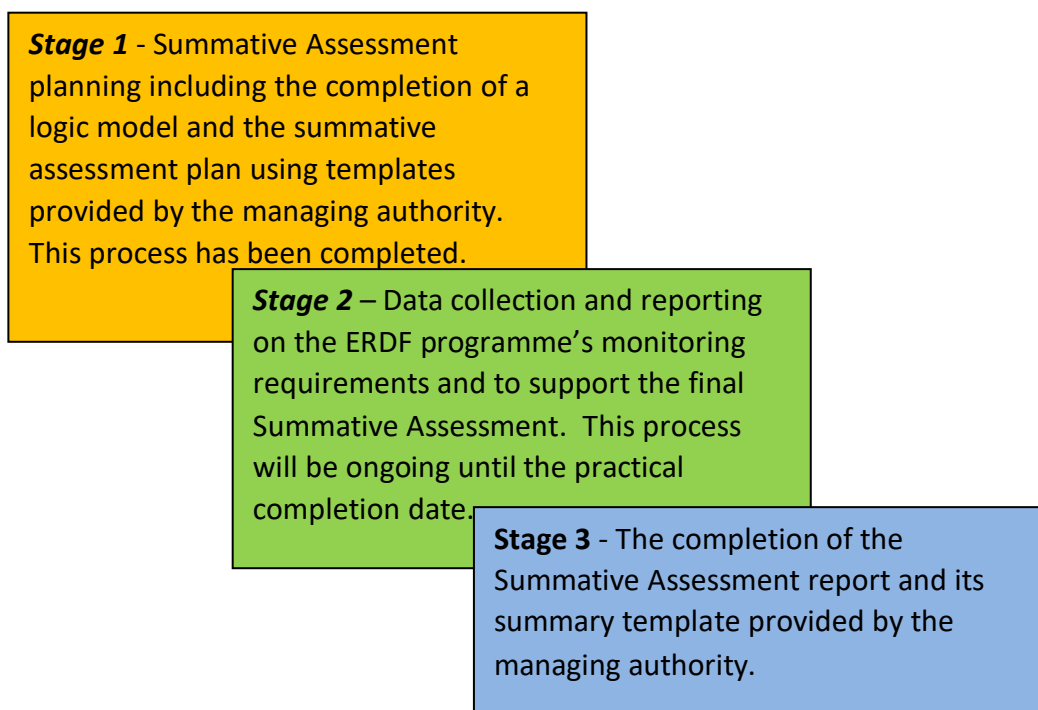 Stage 1 - Summative Assessment
planning including the completion of a
logic model and the summative
assessment plan using templates
provided by the managing authority.
This process has been completed.
Stage 2 – Data collection and reporting
on the ERDF programme’s monitoring
requirements and to support the final
Summative Assessment.  This process
will be ongoing until the practical
completion date.
Stage 3 - The completion of the
Summative Assessment report and its
summary template provided by the
managing authority.